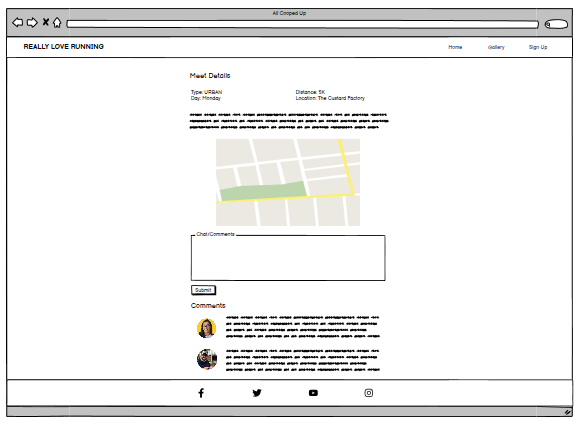 All Cooped Up
REALLY LOVE RUNNING
Home Gallery Sign Up
Meet Details
Type: URBAN Distance: 5K
Day: Monday Location: The Custard Factory
Chat/Comments
Submit
Comments